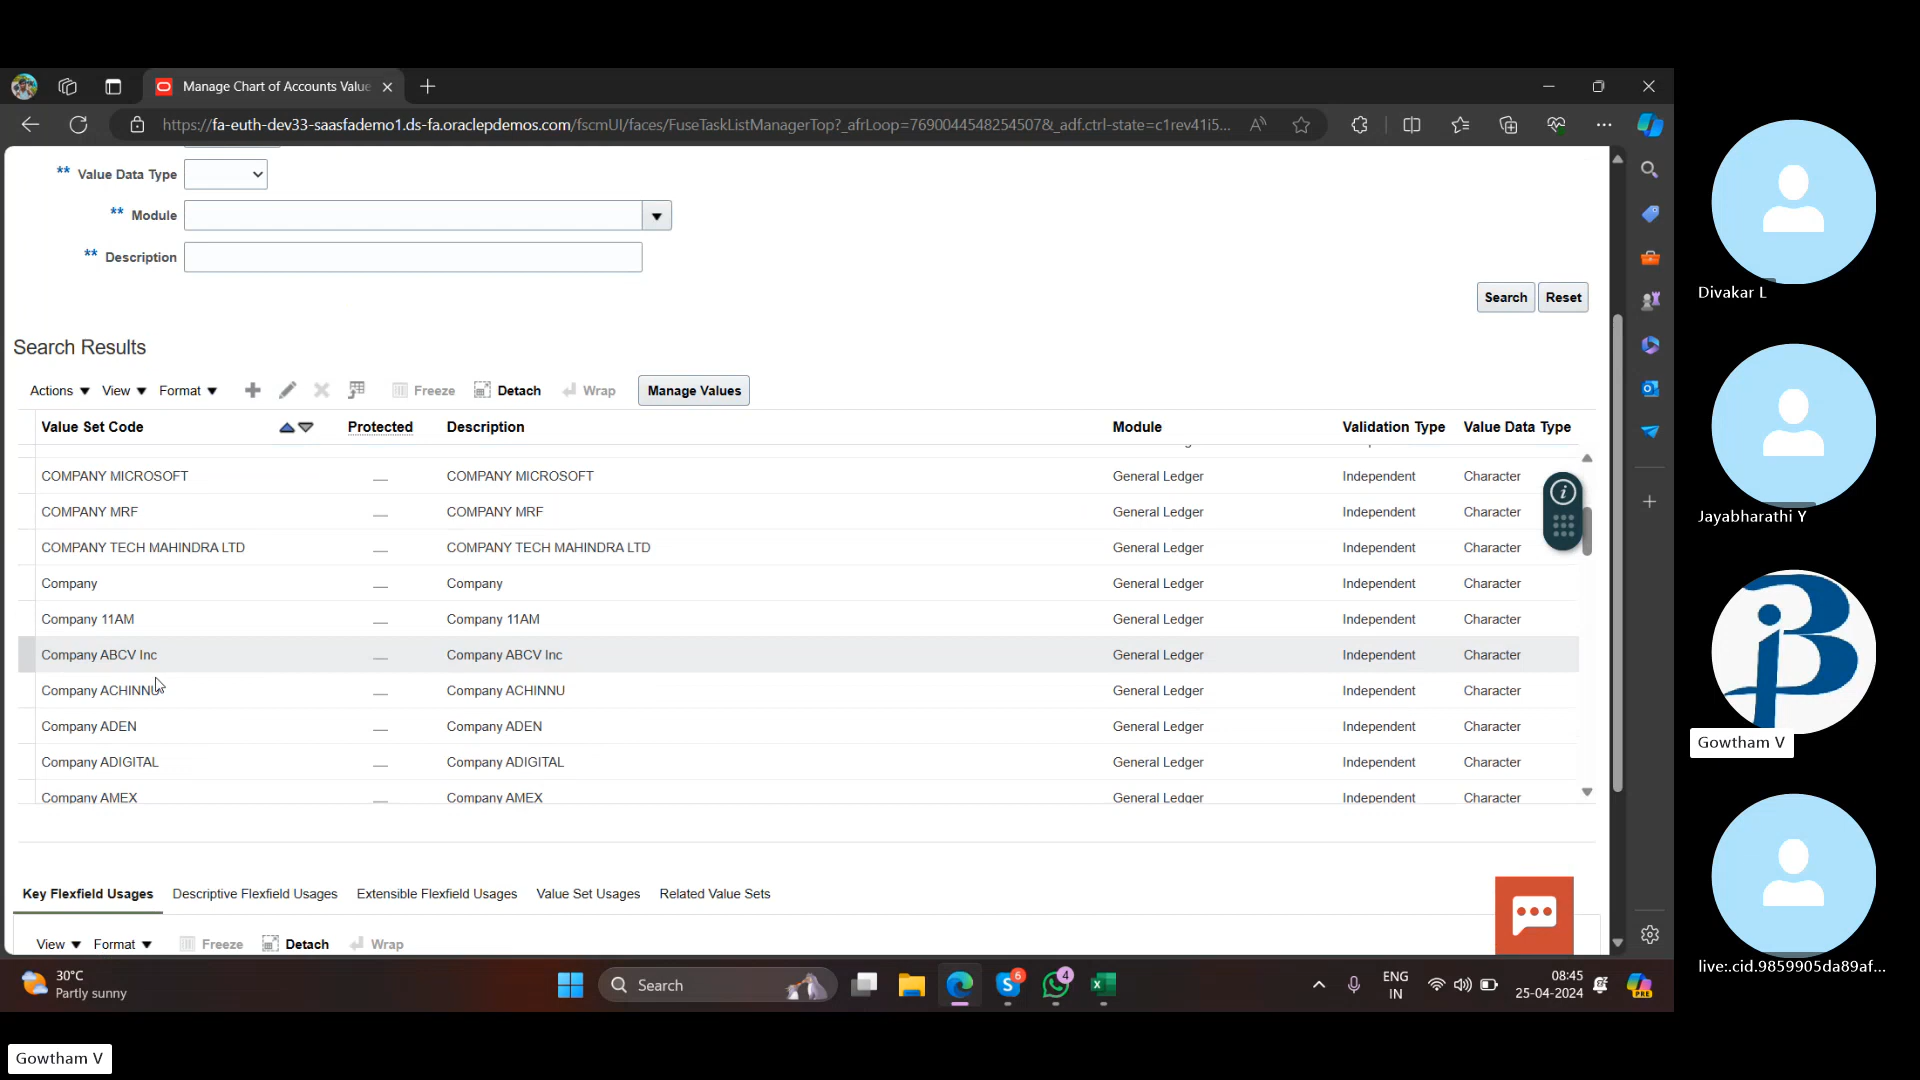 Manage Chart of Accounts Value
https://fa-euth-dev33-saasfademo1.ds-fa.oraclepdemos.com/fscmUI/faces/FuseTaskListManagerTop?_afrLoop=7690044548254507&_adf.ctrl-state=c1rev41i5...
** Value Data Type
** Module
** Description
Search Reset
Search Results
Actions View Format Freeze Detach Wrap Manage Values
Value Set Code Protected Description Module Validation Type Value Data Type
COMPANY MICROSOFT COMPANY MICROSOFT General Ledger Independent Character
COMPANY MRF COMPANY MRF General Ledger Independent Character
COMPANY TECH MAHINDRA LTD COMPANY TECH MAHINDRA LTD General Ledger Independent Character
Company Company General Ledger Independent Character
Company 11AM Company 11AM General Ledger Independent Character
Company ABCV Inc Company ABCV Inc General Ledger Independent Character
Company ACHINNU Company ACHINNU General Ledger Independent Character
Company ADEN Company ADEN General Ledger Independent Character
Company ADIGITAL Company ADIGITAL General Ledger Independent Character
Company AMEX Company AMEX General Ledger Independent Character
Key Flexfield Usages Descriptive Flexfield Usages Extensible Flexfield Usages Value Set Usages Related Value Sets
View Format Freeze Detach Wrap
30°C
Partly sunny
Search
6
4
ENG
IN
08:45
25-04-2024
PRE
Divakar L
Jayabharathi Y
iB
Gowtham V
live:.cid.9859905da89af...
Gowtham V